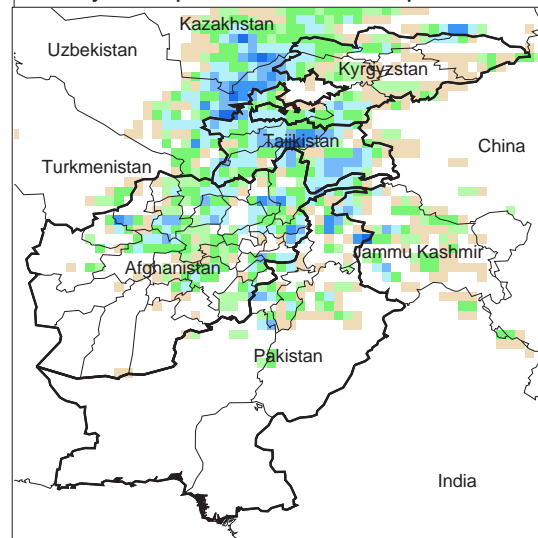 Kazakhstan
Uzbekistan
Kyrgyzstan
Tajikistan
China
Turkmenistan
Jammu Kashmir
Afghanistan
Pakistan
India